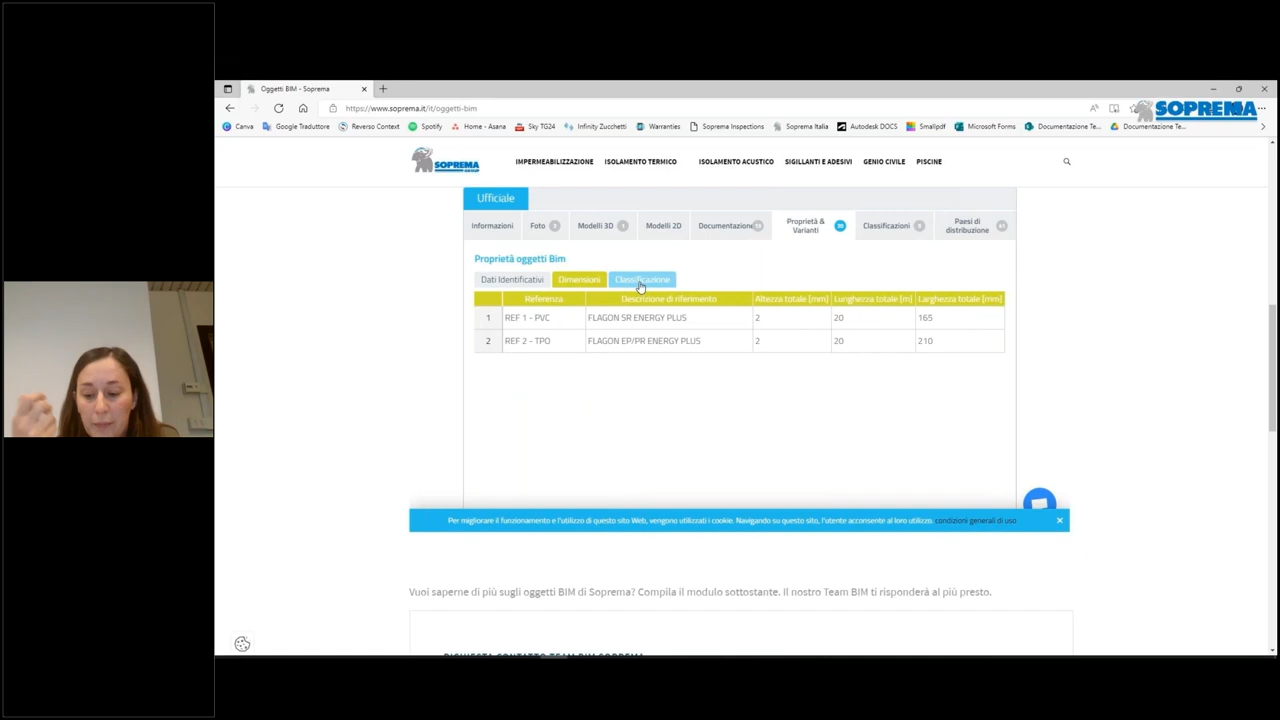 Oggetti BIM - Soprema
https://www.soprema.it/it/oggetti-bim
SOPREMA
Canva
Google Traduttore
Reverso Context
Spotify
Home - Asana
Sky TG24
Infinity Zucchetti
Warranties
Soprema Inspections
Soprema Italia
Autodesk DOCS
Smallpdf
Microsoft Forms
Documentazione Te...
Documentazione Te...
SOPREMA
IMPERMEABILIZZAZIONE
ISOLAMENTO TERMICO
ISOLAMENTO ACUSTICO
SIGILLANTI E ADESIVI
GENIO CIVILE
PISCINE
Ufficiale
Informazioni
Foto
Modelli 3D
Modelli 2D
Documentazione
Proprietà &
Varianti
30
Classificazioni
Paesi di
distribuzione
Proprietà oggetti Bim
Dati Identificativi
Dimensioni
Classificazione
Referenza
Descrizione di riferimento
Altezza totale [mm]
Lunghezza totale [m]
Larghezza totale [mm]
1 REF 1 - PVC FLAGON SR ENERGY PLUS 2 20 165
2 REF 2 - TPO FLAGON EP/PR ENERGY PLUS 2 20 210
Per migliorare il funzionamento e l'utilizzo di questo sito Web, vengono utilizzati i cookie. Navigando su questo sito, l'utente acconsente al loro utilizzo. condizioni generali di uso
Vuoi saperne di più sugli oggetti BIM di Soprema? Compila il modulo sottostante. Il nostro Team BIM ti risponderà al più presto.